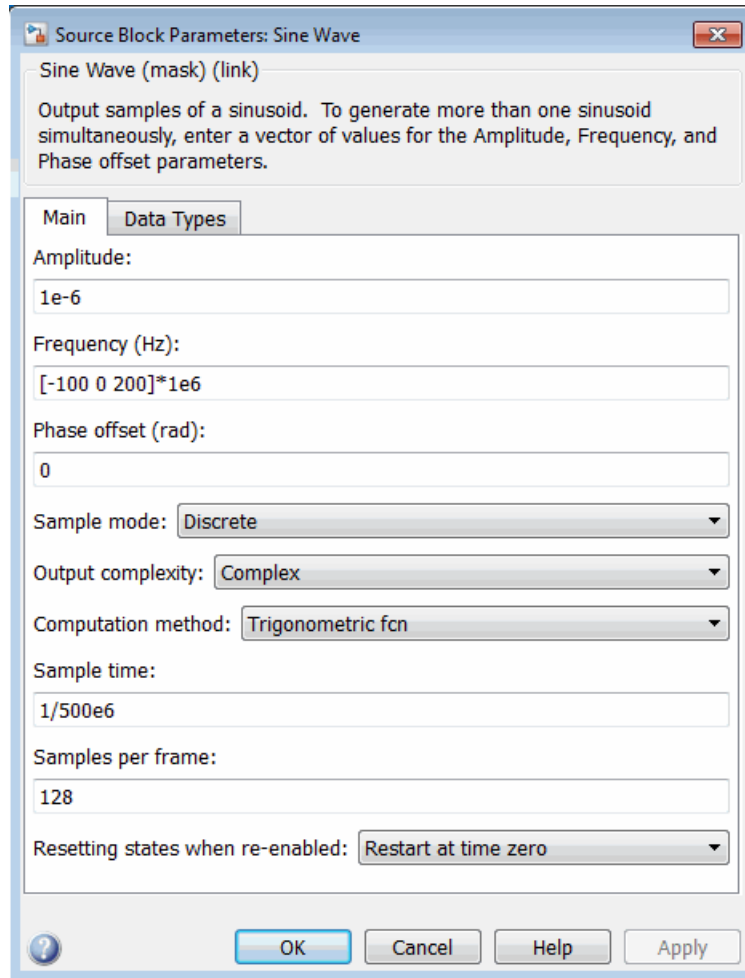 Source Block Parameters: Sine Wave
Sine Wave (mask) (link)
Output samples of a sinusoid.  To generate more than one sinusoid
simultaneously, enter a vector of values for the Amplitude, Frequency, and
Phase offset parameters.
Main Data Types
Amplitude:
1e-6
Frequency (Hz):
[-100 0 200]*1e6
Phase offset (rad):
0
Sample mode: Discrete
Output complexity: Complex
Computation method: Trigonometric fcn
Sample time:
1/500e6
Samples per frame:
128
Resetting states when re-enabled: Restart at time zero
? OK Cancel Help Apply